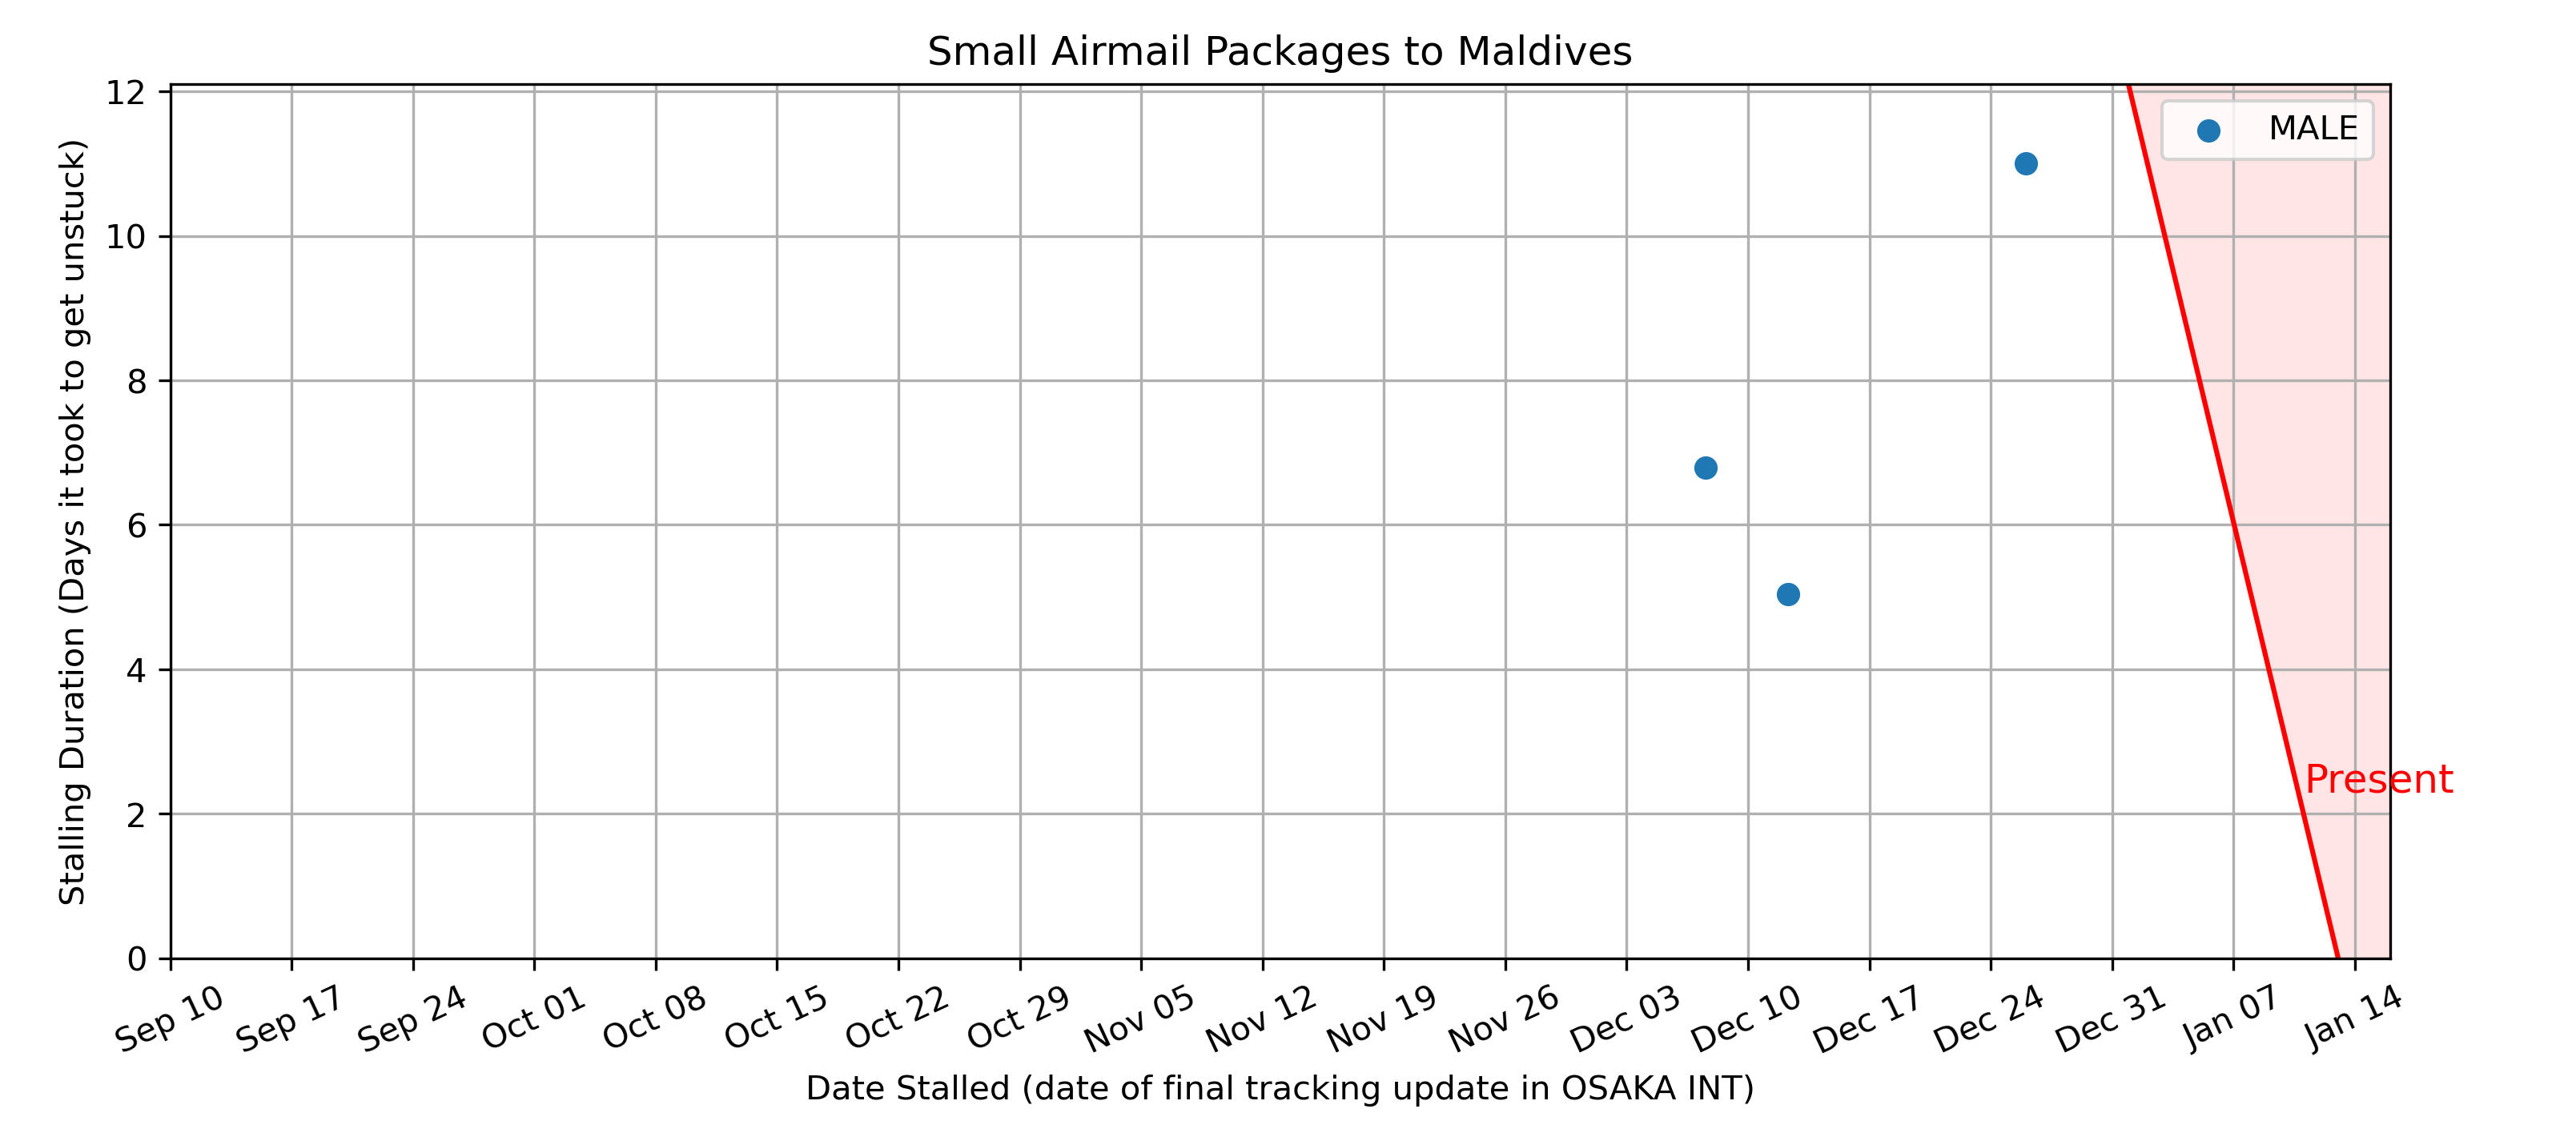 Small Airmail Packages to Maldives
MALE
12
10
8
6
4
2
0
Stalling Duration (Days it took to get unstuck)
Present
Sep 10 Sep 17 Sep 24 Oct 01 Oct 08 Oct 15 Oct 22 Oct 29 Nov 05 Nov 12 Nov 19 Nov 26 Dec 03 Dec 10 Dec 17 Dec 24 Dec 31 Jan 07 Jan 14
Date Stalled (date of final tracking update in OSAKA INT)